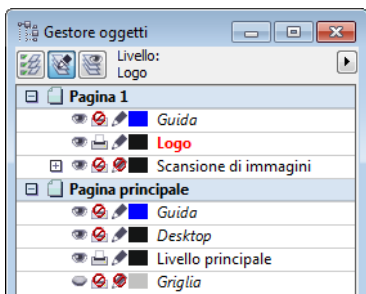 Gestore oggetti
Livello:
Logo
Pagina 1
Guida
Logo
Scansione di immagini
Pagina principale
Guida
Desktop
Livello principale
Griglia